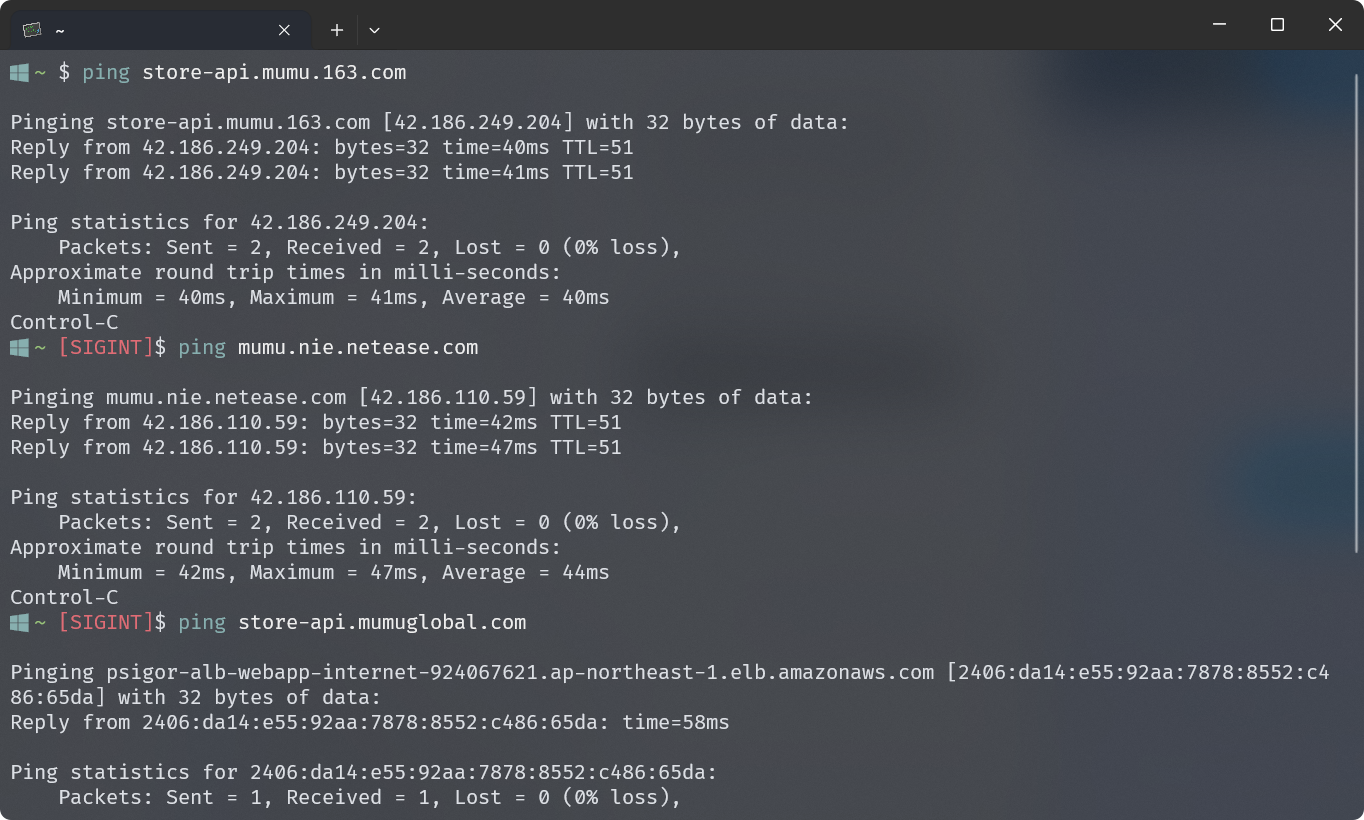 ~
~ $ ping store-api.mumu.163.com
Pinging store-api.mumu.163.com [42.186.249.204] with 32 bytes of data:
Reply from 42.186.249.204: bytes=32 time=40ms TTL=51
Reply from 42.186.249.204: bytes=32 time=41ms TTL=51
Ping statistics for 42.186.249.204:
    Packets: Sent = 2, Received = 2, Lost = 0 (0% loss),
Approximate round trip times in milli-seconds:
    Minimum = 40ms, Maximum = 41ms, Average = 40ms
Control-C
~ [SIGINT]$ ping mumu.nie.netease.com
Pinging mumu.nie.netease.com [42.186.110.59] with 32 bytes of data:
Reply from 42.186.110.59: bytes=32 time=42ms TTL=51
Reply from 42.186.110.59: bytes=32 time=47ms TTL=51
Ping statistics for 42.186.110.59:
    Packets: Sent = 2, Received = 2, Lost = 0 (0% loss),
Approximate round trip times in milli-seconds:
    Minimum = 42ms, Maximum = 47ms, Average = 44ms
Control-C
~ [SIGINT]$ ping store-api.mumuglobal.com
Pinging psigor-alb-webapp-internet-924067621.ap-northeast-1.elb.amazonaws.com [2406:da14:e55:92aa:7878:8552:c4
86:65da] with 32 bytes of data:
Reply from 2406:da14:e55:92aa:7878:8552:c486:65da: time=58ms
Ping statistics for 2406:da14:e55:92aa:7878:8552:c486:65da:
    Packets: Sent = 1, Received = 1, Lost = 0 (0% loss),